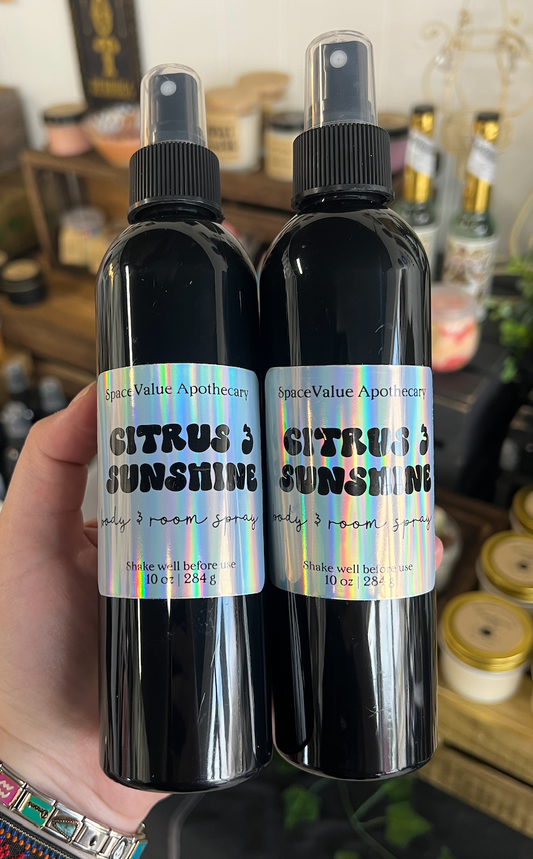 SpaceValue Apothecary
CITRUS &
SUNSHINE
body & room spray
Shake well before use
10 oz | 284 g
SpaceValue Apothecary
CITRUS &
SUNSHINE
body & room spray
Shake well before use
10 oz | 284 g